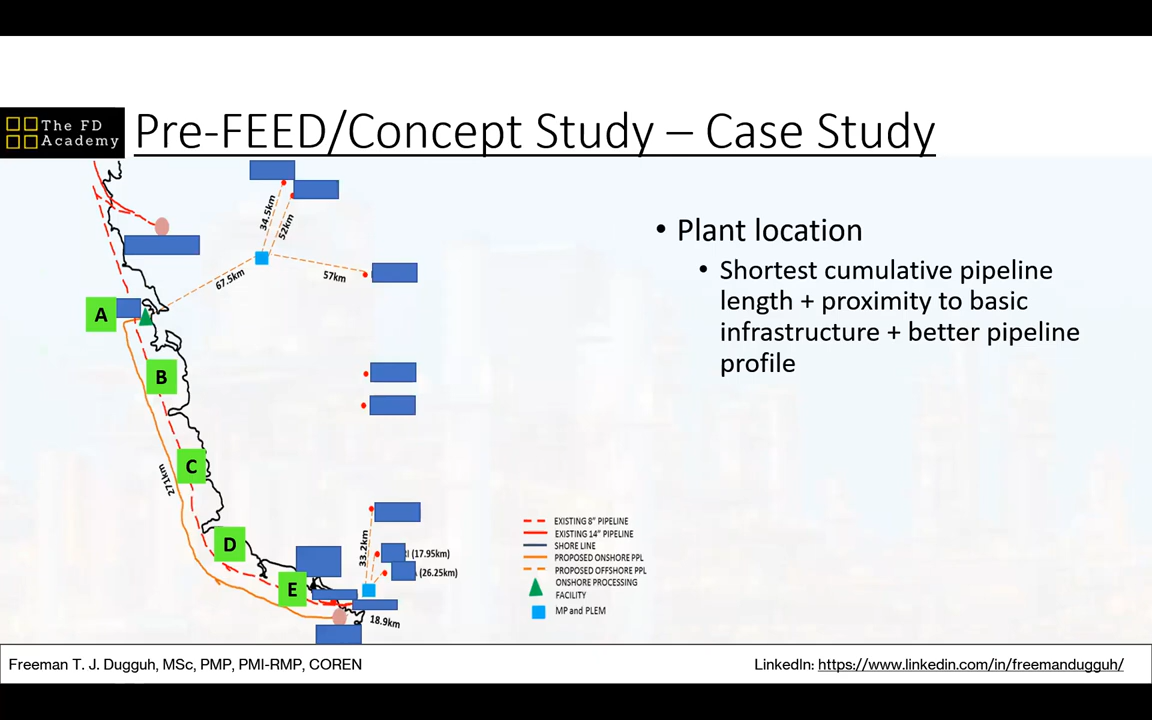 The FD
Academy
Pre-FEED/Concept Study – Case Study
34.5km
52km
67.5km
57km
A
B
C
D
E
271km
33.2km
(17.95km)
(26.25km)
18.9km
• Plant location
• Shortest cumulative pipeline
length + proximity to basic
infrastructure + better pipeline
profile
EXISTING 8" PIPELINE
EXISTING 14" PIPELINE
SHORE LINE
PROPOSED ONSHORE PPL
PROPOSED OFFSHORE PPL
ONSHORE PROCESSING
FACILITY
MP and PLEM
Freeman T. J. Dugguh, MSc, PMP, PMI-RMP, COREN
LinkedIn: https://www.linkedin.com/in/freemandugguh/